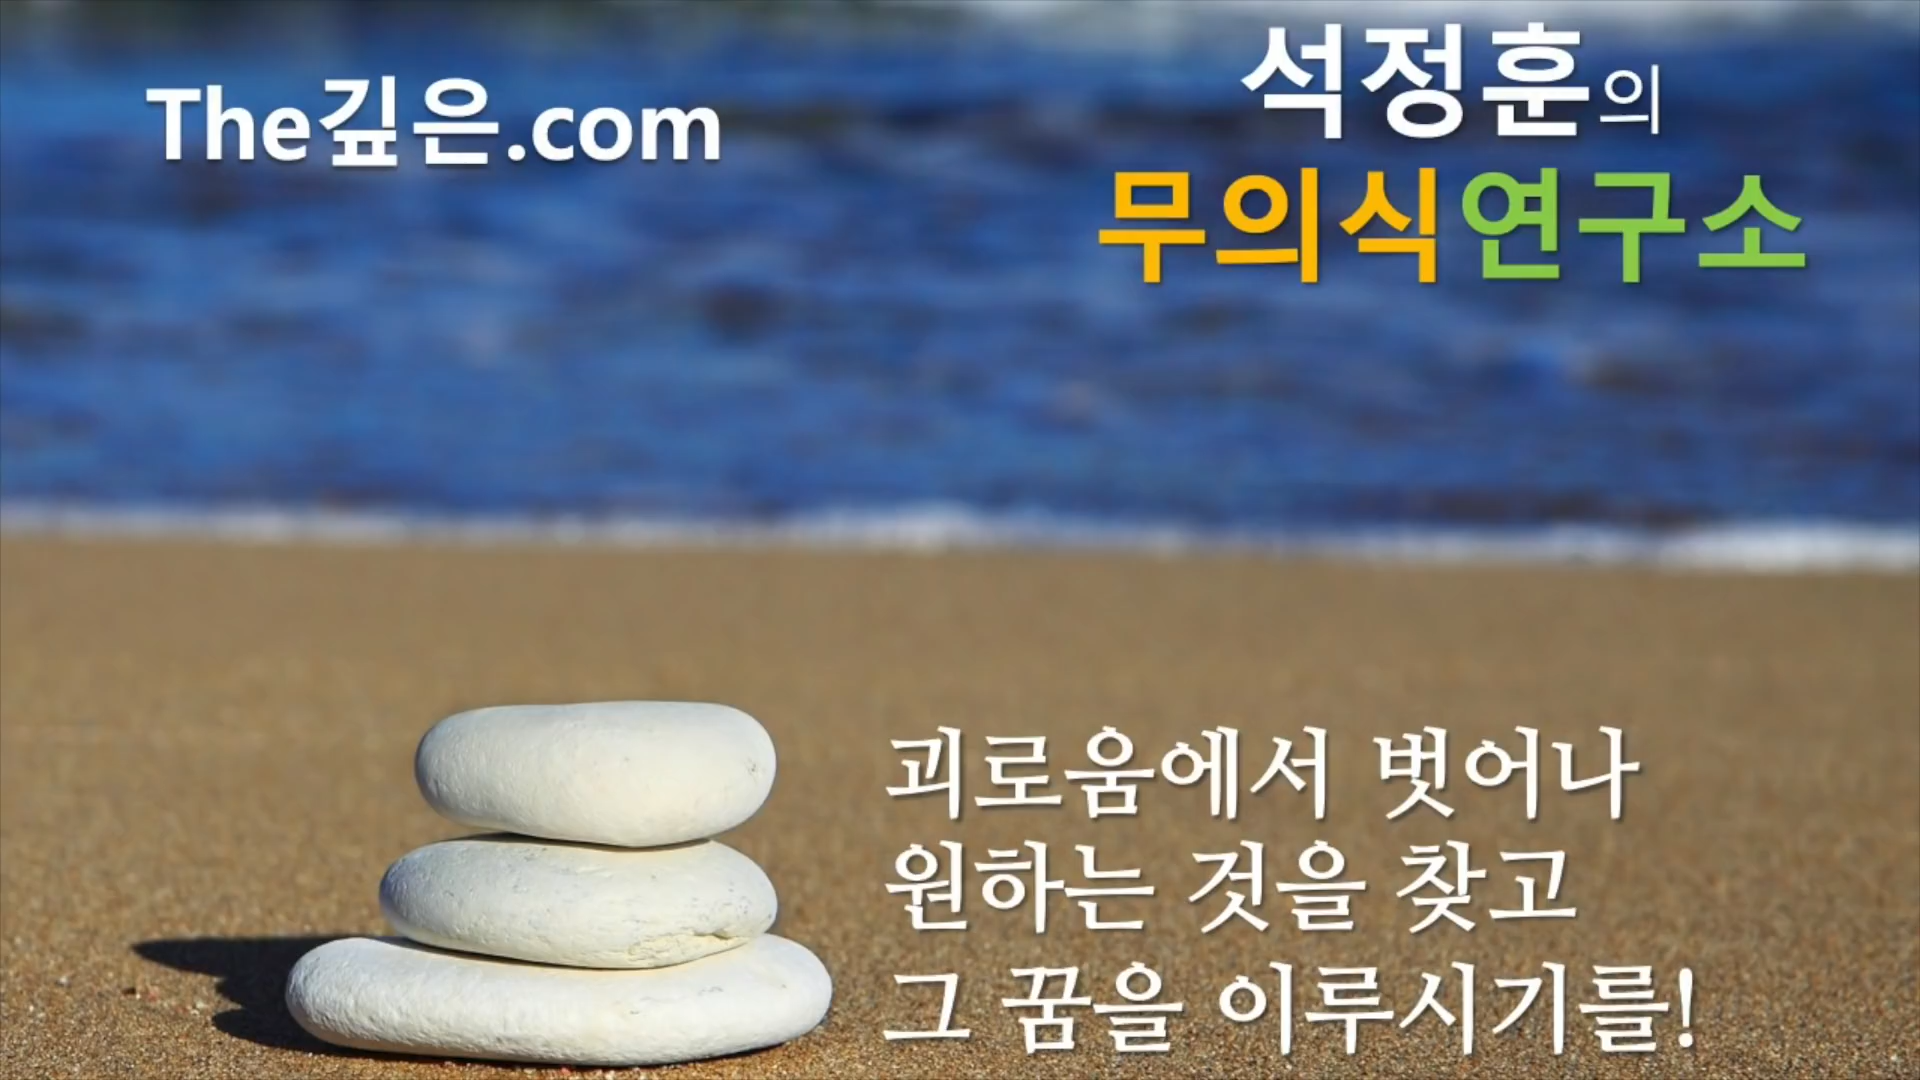 The깊은.com
석정훈의
무의식연구소
괴로움에서 벗어나
원하는 것을 찾고
그 꿈을 이루시기를!